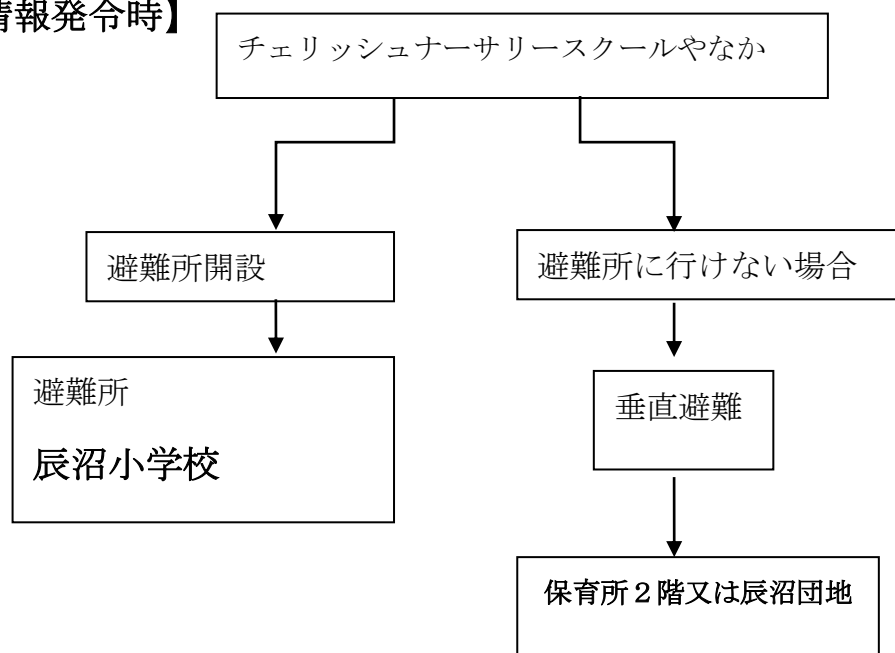 情報発令時】
チェリッシュナーサリースクールやなか
避難所開設
避難所に行けない場合
避難所
辰沼小学校
垂直避難
保育所２階又は辰沼団地